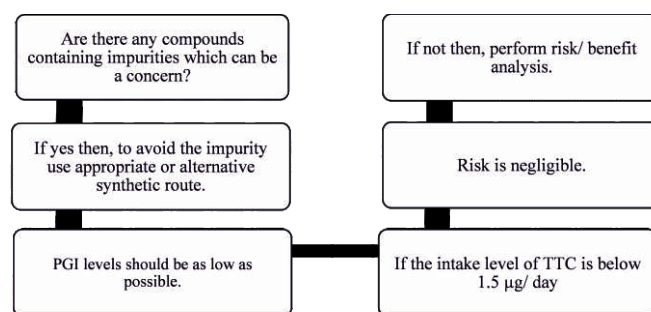 Are there any compounds
containing impurities which can be
a concern?
If yes then, to avoid the impurity
use appropriate or alternative
synthetic route.
PGI levels should be as low as
possible.
If the intake level of TTC is below
1.5 μg/ day
Risk is negligible.
If not then, perform risk/ benefit
analysis.